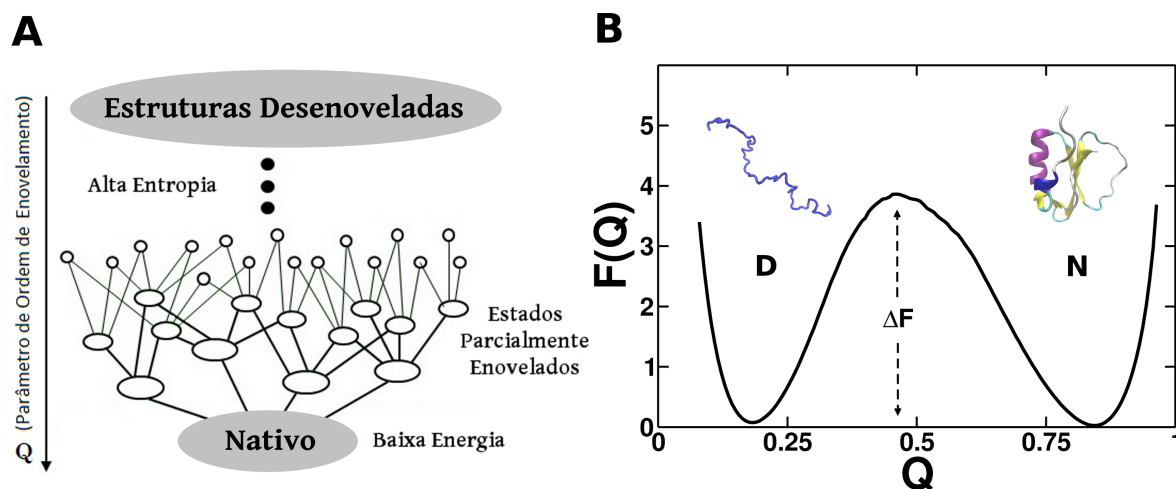 A
Estruturas Desenoveladas
Alta Entropia
Estados
Parcialmente
Enovelados
Nativo
Baixa Energia
Q (Parâmetro de Ordem de Enovelamento)
B
F(Q)
5
4
3
2
1
0
D
N
ΔF
0
0.25
0.5
0.75
Q